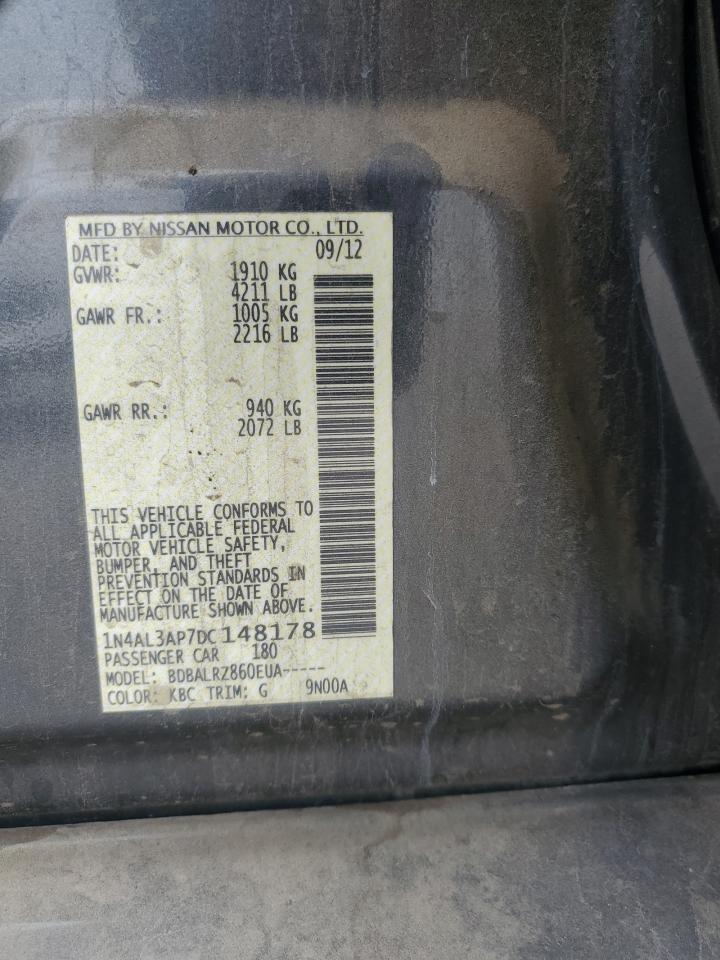 MFD BY NISSAN MOTOR CO., LTD.
DATE: 09/12
GVWR: 1910 KG
4211 LB
GAWR FR.: 1005 KG
2216 LB
GAWR RR.: 940 KG
2072 LB
THIS VEHICLE CONFORMS TO
ALL APPLICABLE FEDERAL
MOTOR VEHICLE SAFETY,
BUMPER, AND THEFT
PREVENTION STANDARDS IN
EFFECT ON THE DATE OF
MANUFACTURE SHOWN ABOVE.
1N4AL3AP7DC148178
PASSENGER CAR 180
MODEL: BDBALRZ860EUA-----
COLOR: KBC TRIM: G 9N00A